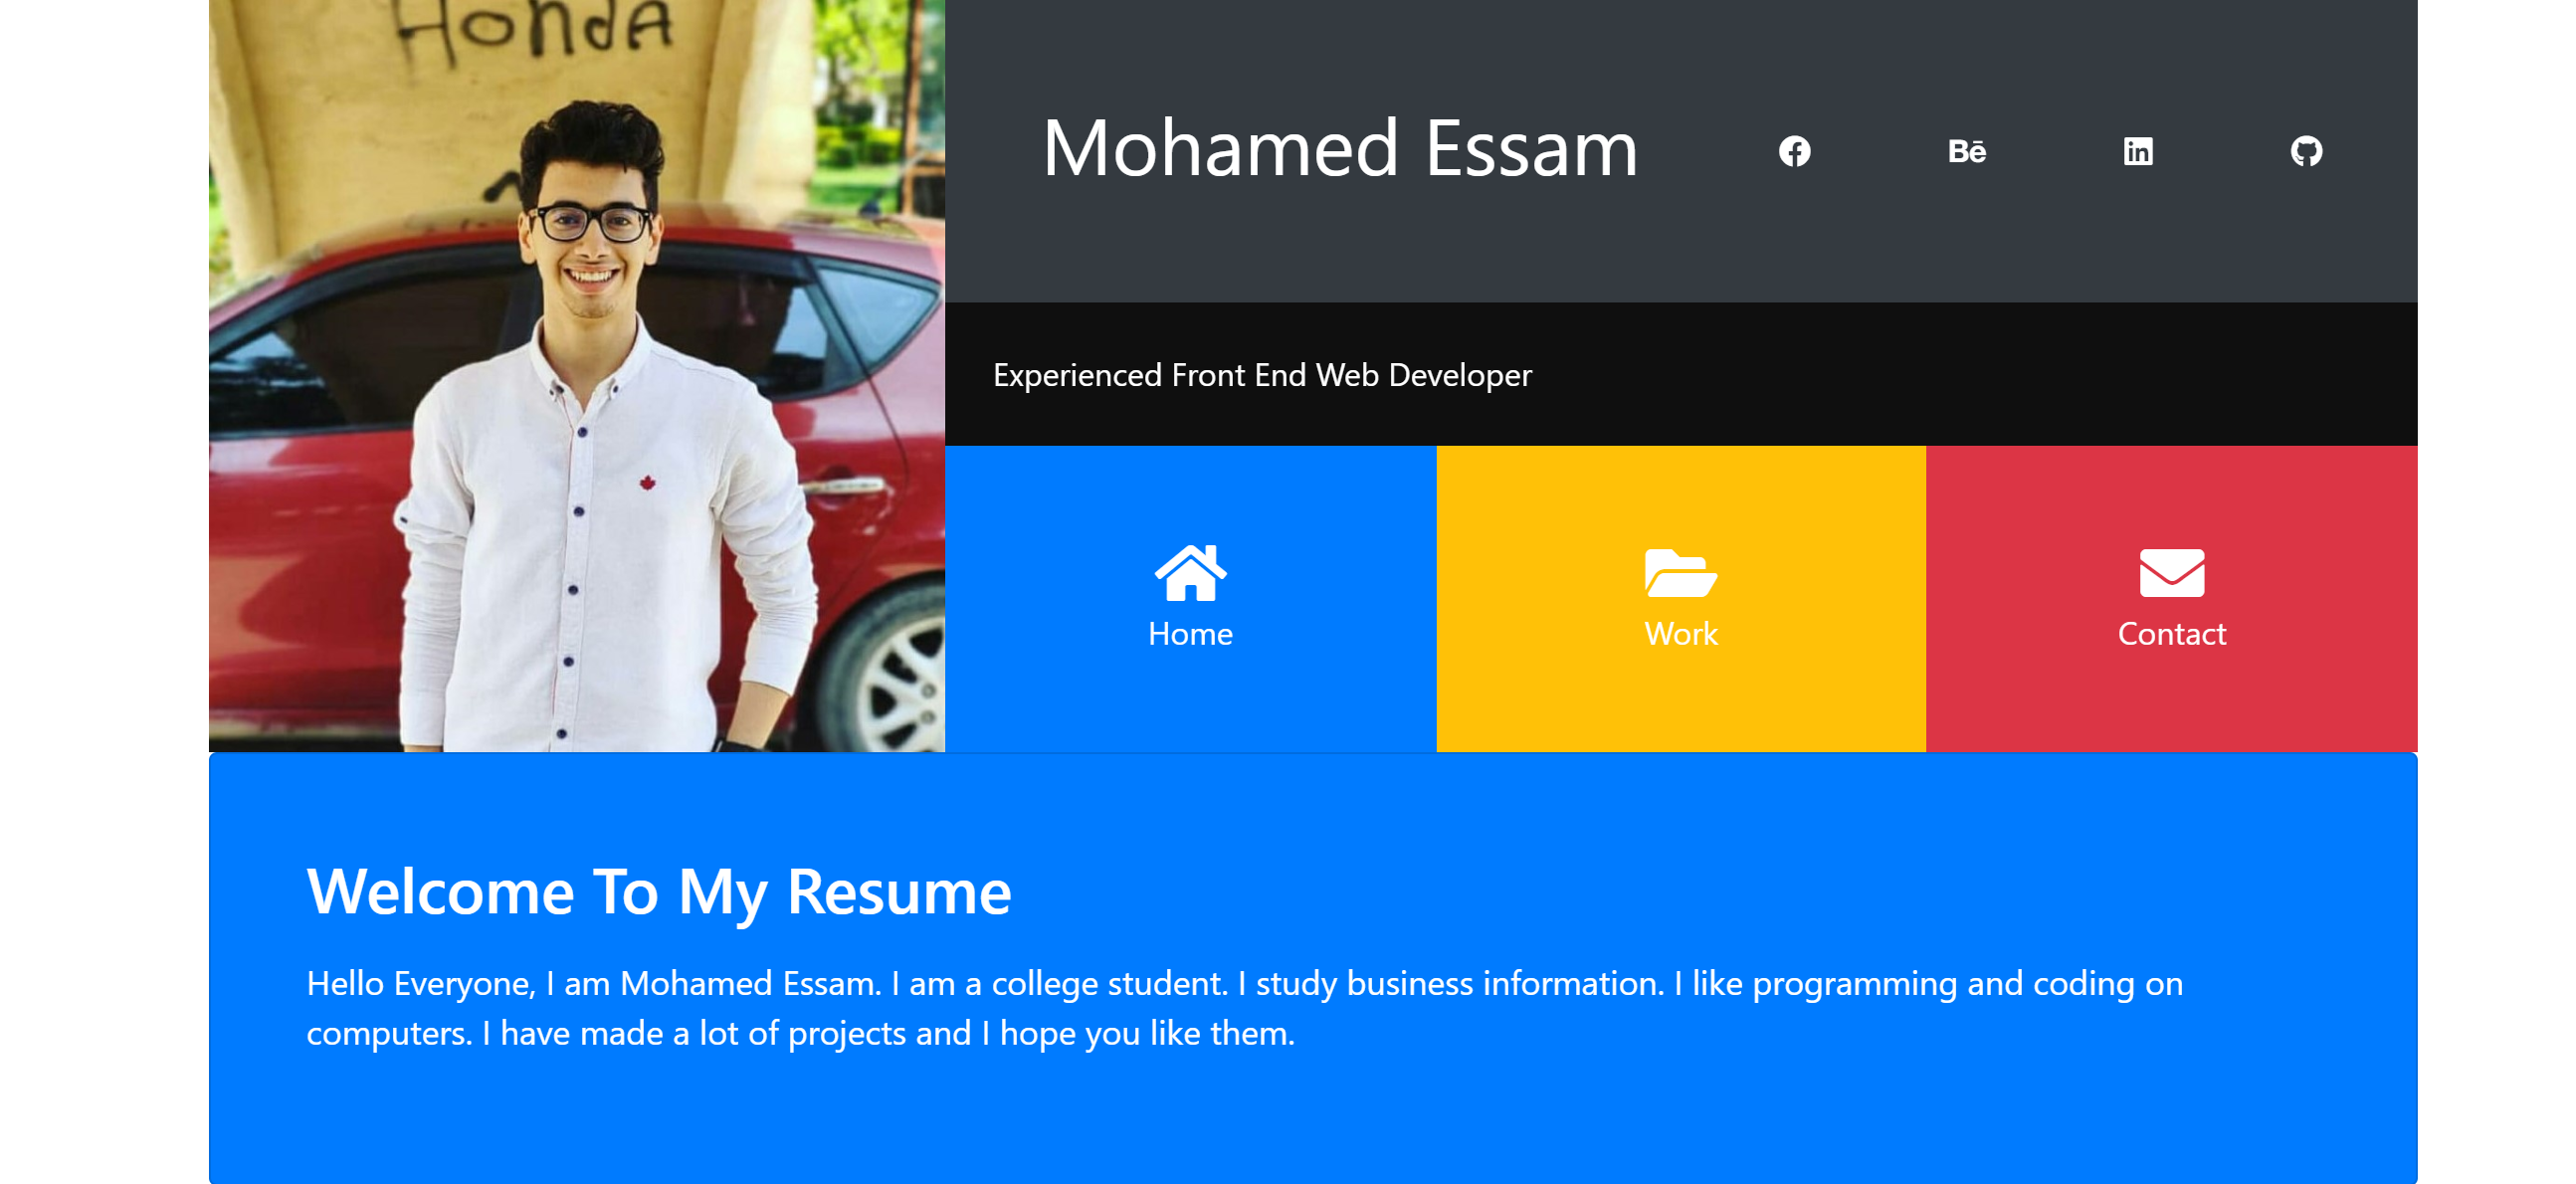 Honda
Mohamed Essam
Bē
in
Experienced Front End Web Developer
Home
Work
Contact
Welcome To My Resume
Hello Everyone, I am Mohamed Essam. I am a college student. I study business information. I like programming and coding on
computers. I have made a lot of projects and I hope you like them.